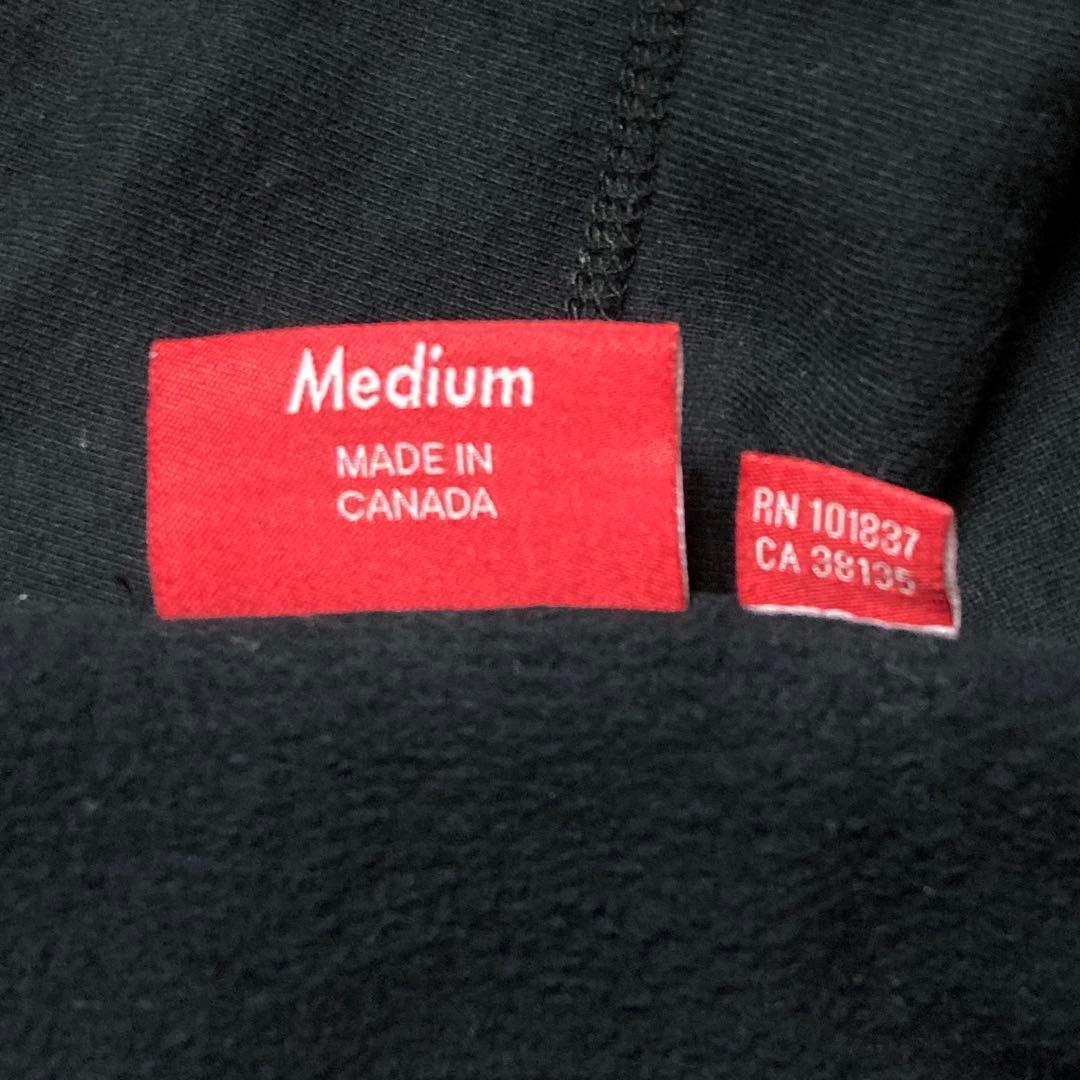 Medium
MADE IN
CANADA
RN 101837
CA 38135